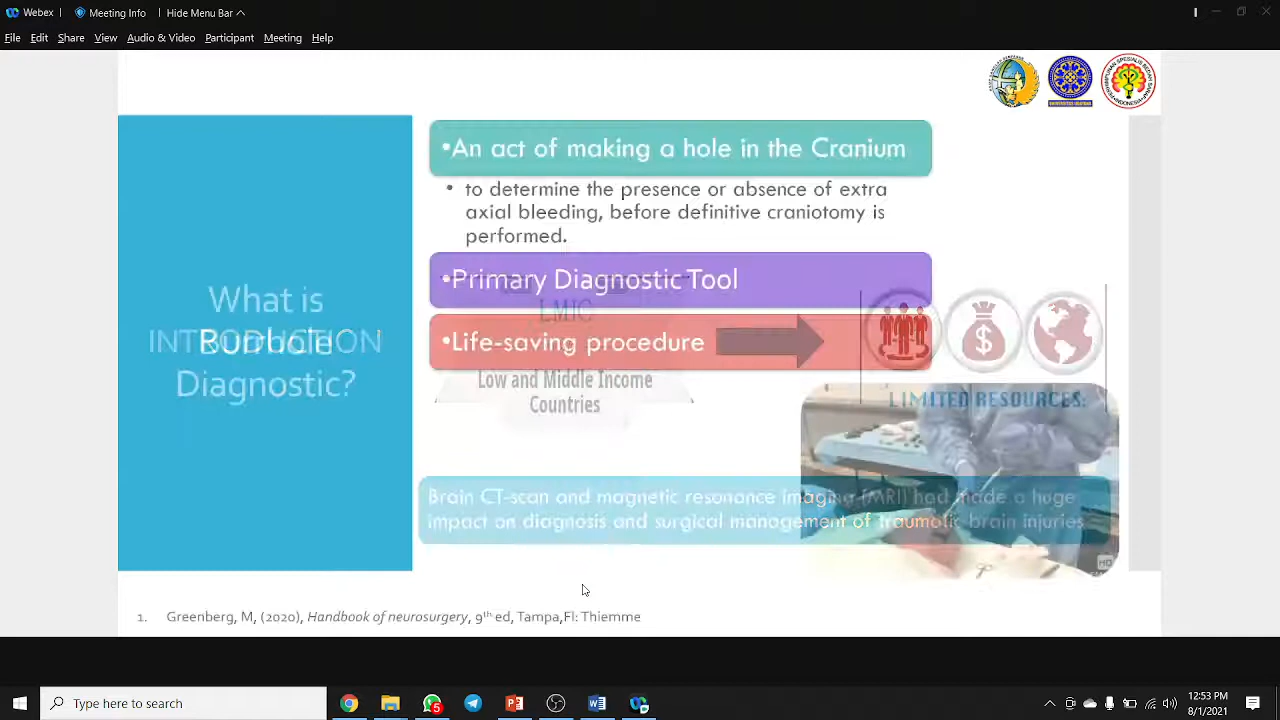 Webex
Meeting Info
Hide Menu Bar
File Edit Share View Audio & Video Participant Meeting Help
•An act of making a hole in the Cranium
• to determine the presence or absence of extra
axial bleeding, before definitive craniotomy is
performed.
•Primary Diagnostic Tool
LMIC
•Life-saving procedure
Low and Middle Income
Countries
LIMITED RESOURCES:
What is
INTRODUCTION
Burrhole
Diagnostic?
Brain CT-scan and magnetic resonance imaging (MRI) had made a huge
impact on diagnosis and surgical management of traumatic brain injuries
1. Greenberg, M, (2020), Handbook of neurosurgery, 9th ed, Tampa,Fl: Thiemme
Type here to search
5
12:53 PM
8/1/2021